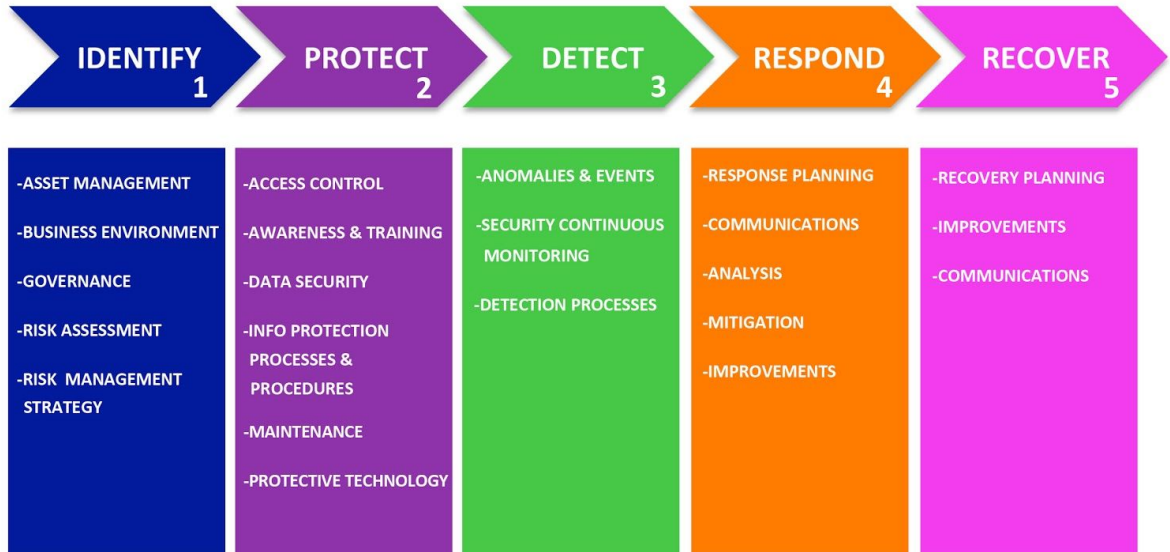 IDENTIFY
1
PROTECT
2
DETECT
3
RESPOND
4
RECOVER
5
-ASSET MANAGEMENT
-BUSINESS ENVIRONMENT
-GOVERNANCE
-RISK ASSESSMENT
-RISK MANAGEMENT
STRATEGY
-ACCESS CONTROL
-AWARENESS & TRAINING
-DATA SECURITY
-INFO PROTECTION
PROCESSES &
PROCEDURES
-MAINTENANCE
-PROTECTIVE TECHNOLOGY
-ANOMALIES & EVENTS
-SECURITY CONTINUOUS
MONITORING
-DETECTION PROCESSES
-RESPONSE PLANNING
-COMMUNICATIONS
-ANALYSIS
-MITIGATION
-IMPROVEMENTS
-RECOVERY PLANNING
-IMPROVEMENTS
-COMMUNICATIONS